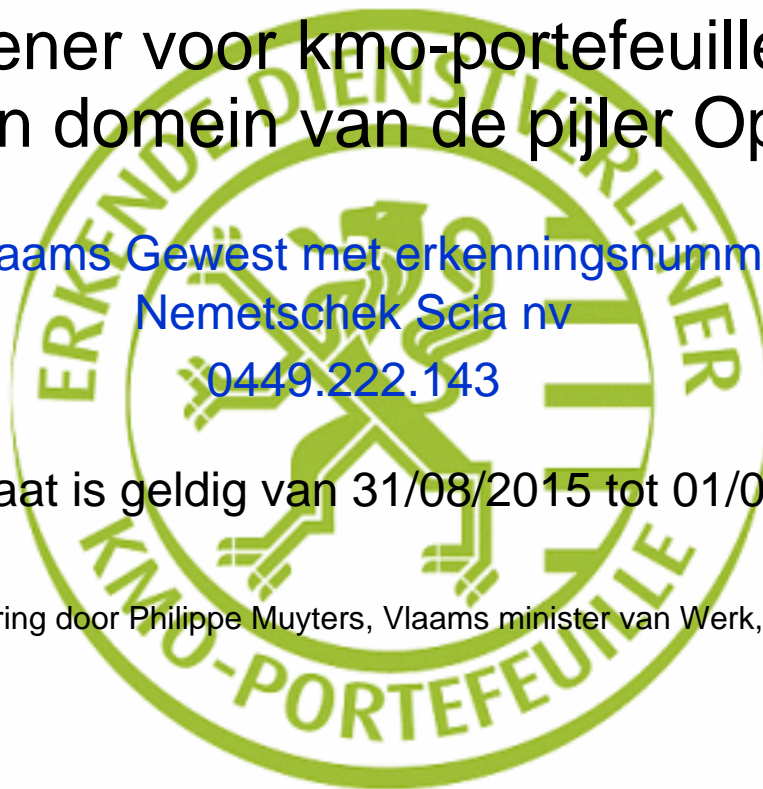 ener voor kmo-portefeuille
n domein van de pijler Op
laams Gewest met erkenningsnumm
Nemetschek Scia nv
0449.222.143
aat is geldig van 31/08/2015 tot 01/0
ring door Philippe Muyters, Vlaams minister van Werk,
ERKENDE DIENSTVERLENER
KMO-PORTEFEUILLE